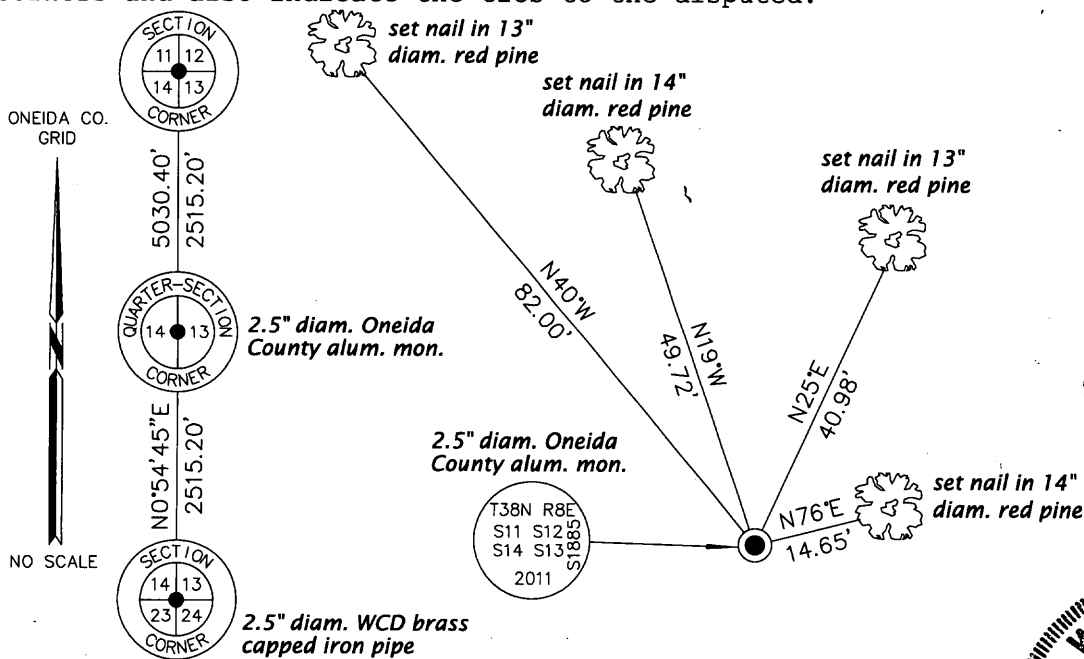 and also indicate the ties to the disputed.
SECTION
11 12
14 13
CORNER
ONEIDA CO.
GRID
NO SCALE
5030.40'
2515.20'
QUARTER-SECTION
14 13
CORNER
2.5" diam. Oneida
County alum. mon.
N0°54'45"E
2515.20'
SECTION
14 13
23 24
CORNER
2.5" diam. WCD brass
capped iron pipe
set nail in 13"
diam. red pine
set nail in 14"
diam. red pine
set nail in 13"
diam. red pine
set nail in 14"
diam. red pine
N40°W
82.00'
N19°W
49.72'
N25°E
40.98'
N76°E
14.65'
2.5" diam. Oneida
County alum. mon.
T38N R8E
S11 S12
S14 S13
S1885
2011